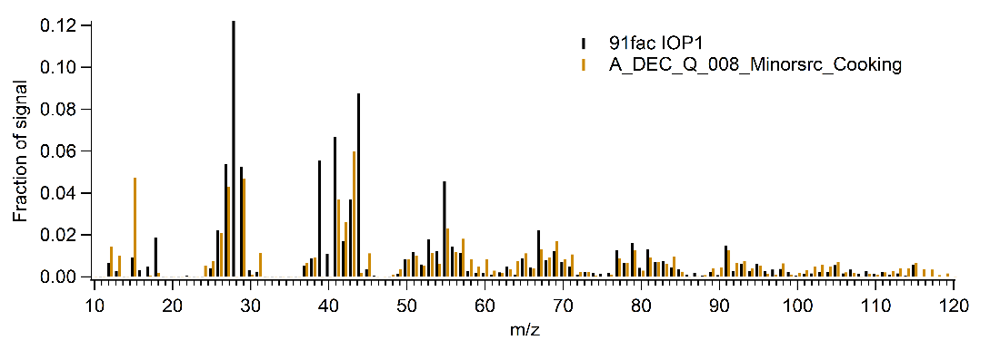 0.12
0.10
0.08
0.06
0.04
0.02
0.00
Fraction of signal
91fac IOP1
A_DEC_Q_008_Minorsrc_Cooking
10 20 30 40 50 60 70 80 90 100 110 120
m/z